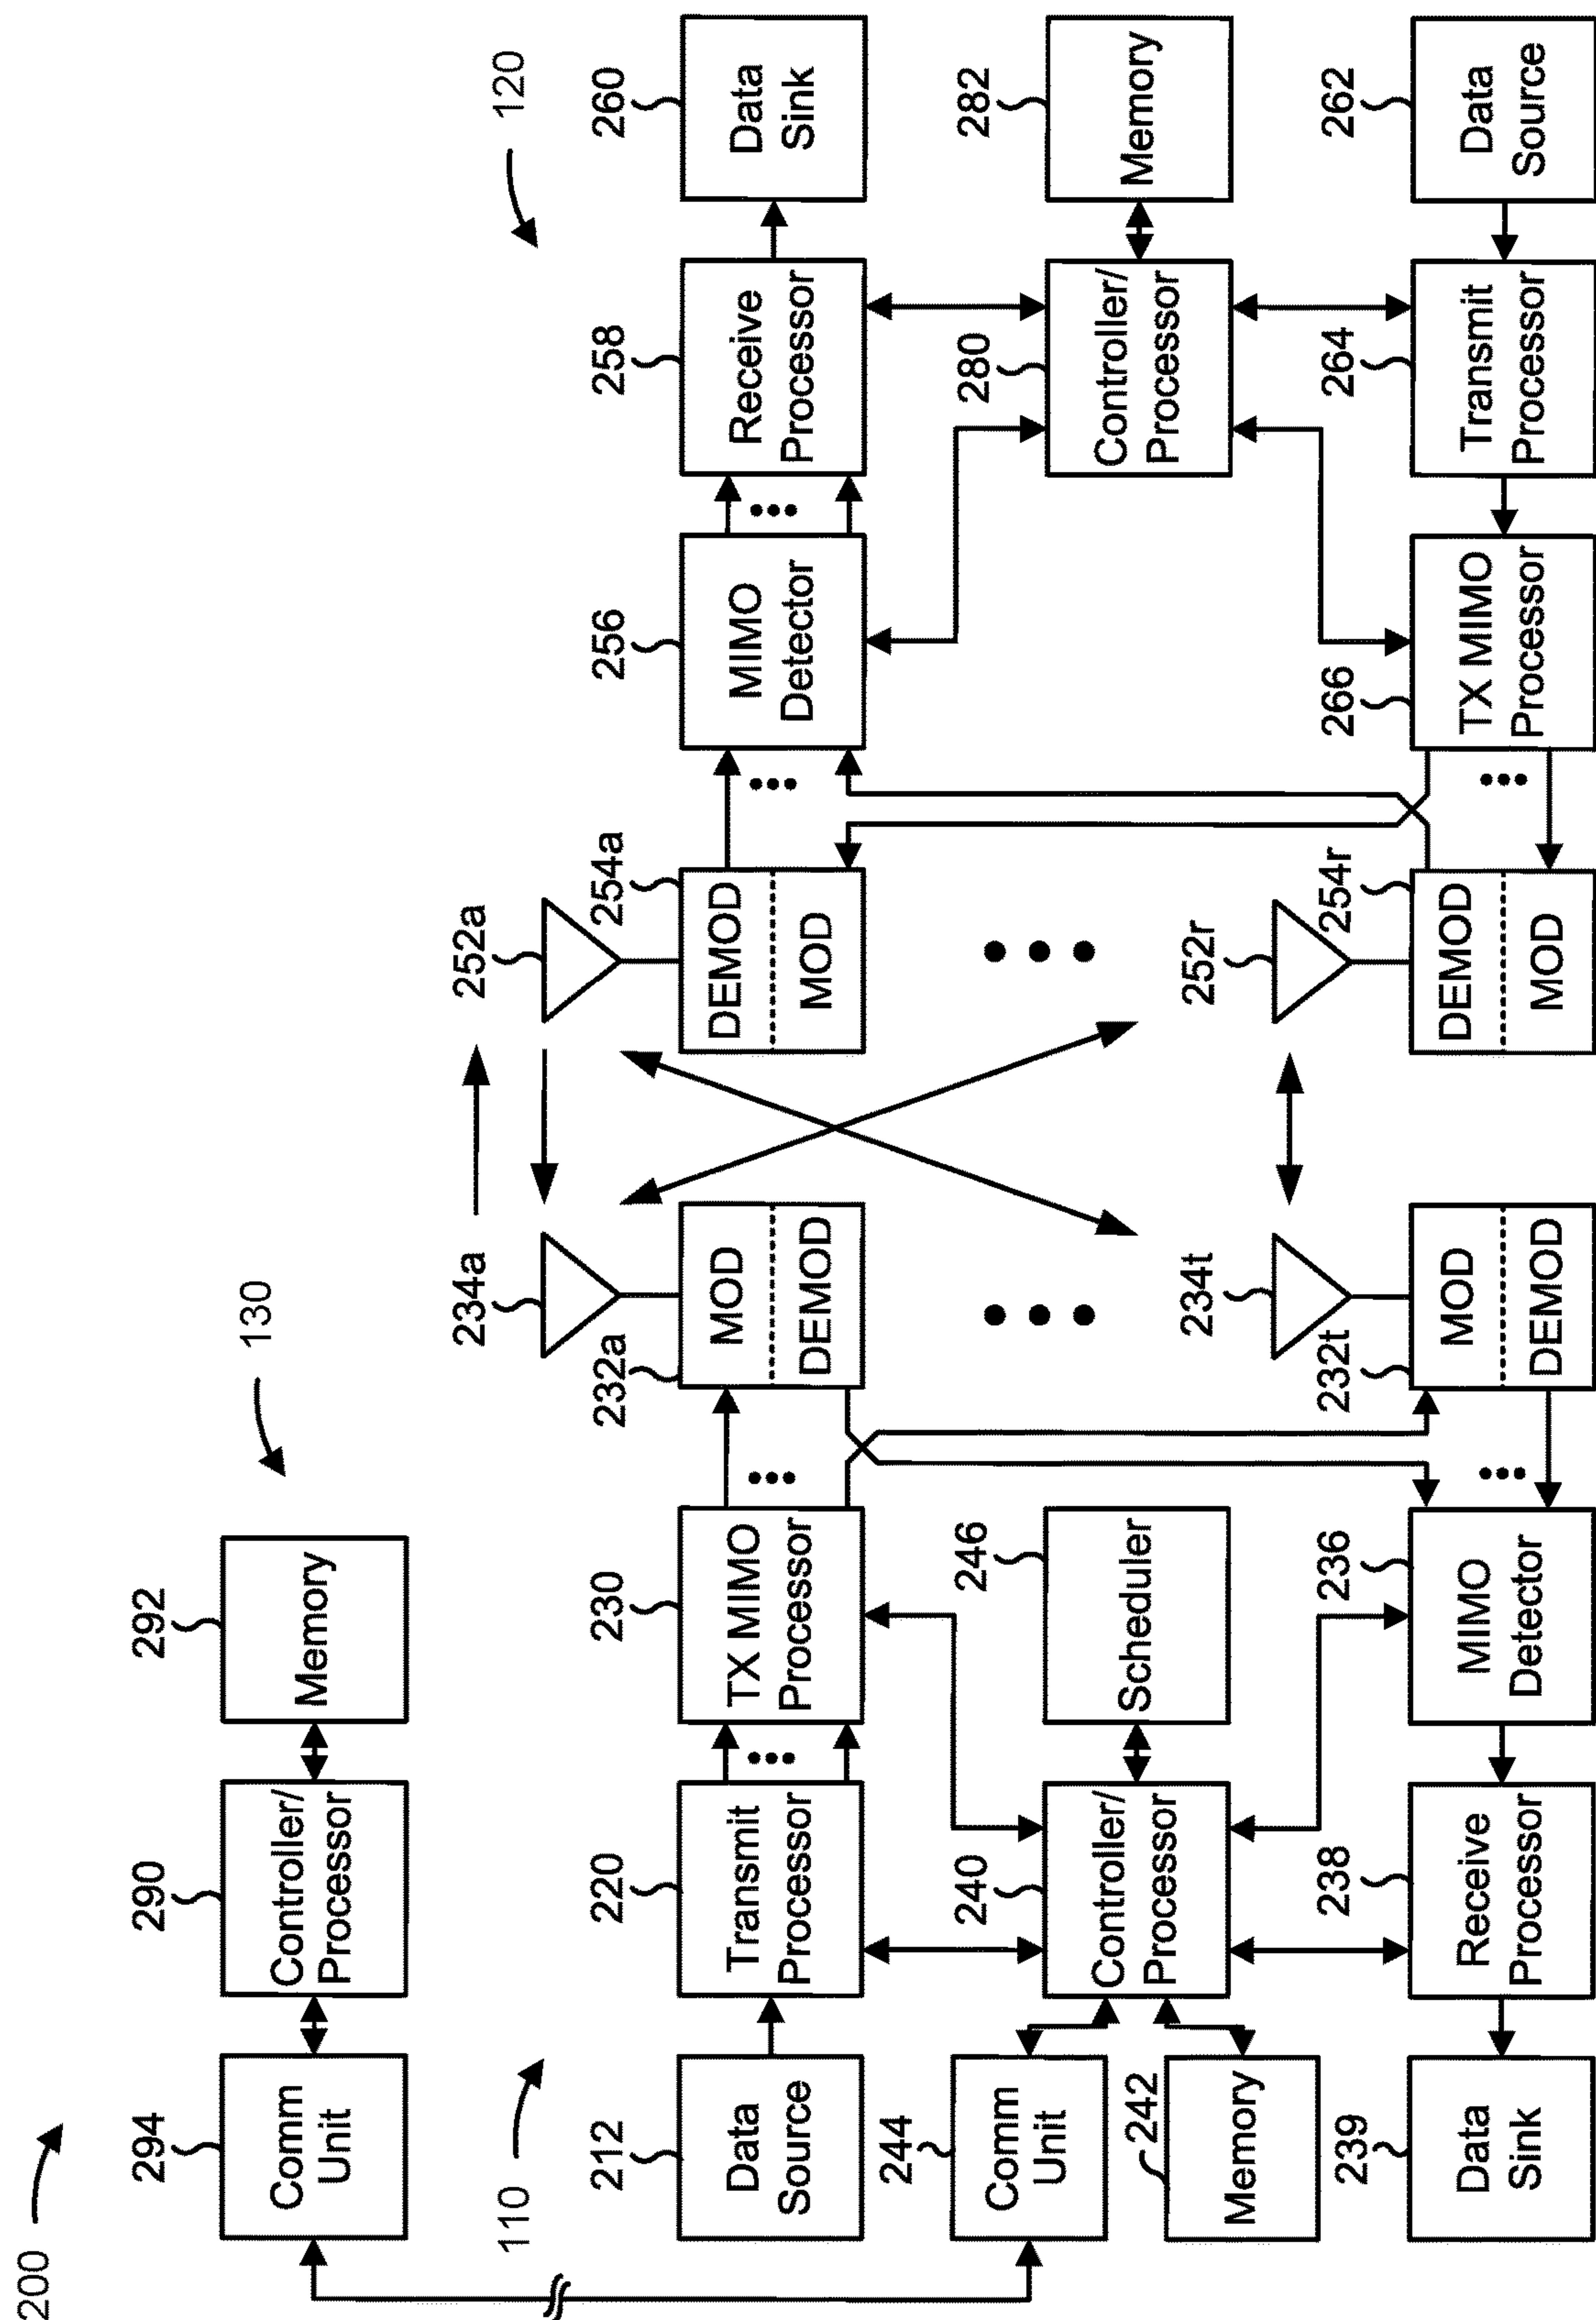 200
130
294
Comm
Unit
290
Controller/
Processor
292
Memory
110
120
212
Data
Source
220
Transmit
Processor
230
TX MIMO
Processor
232a
MOD
DEMOD
234a
252a
254a
DEMOD
MOD
256
MIMO
Detector
258
Receive
Processor
260
Data
Sink
244
Comm
Unit
242
Memory
240
Controller/
Processor
246
Scheduler
280
Controller/
Processor
282
Memory
239
Data
Sink
238
Receive
Processor
236
MIMO
Detector
232t
MOD
DEMOD
234t
252r
254r
DEMOD
MOD
266
TX MIMO
Processor
264
Transmit
Processor
262
Data
Source